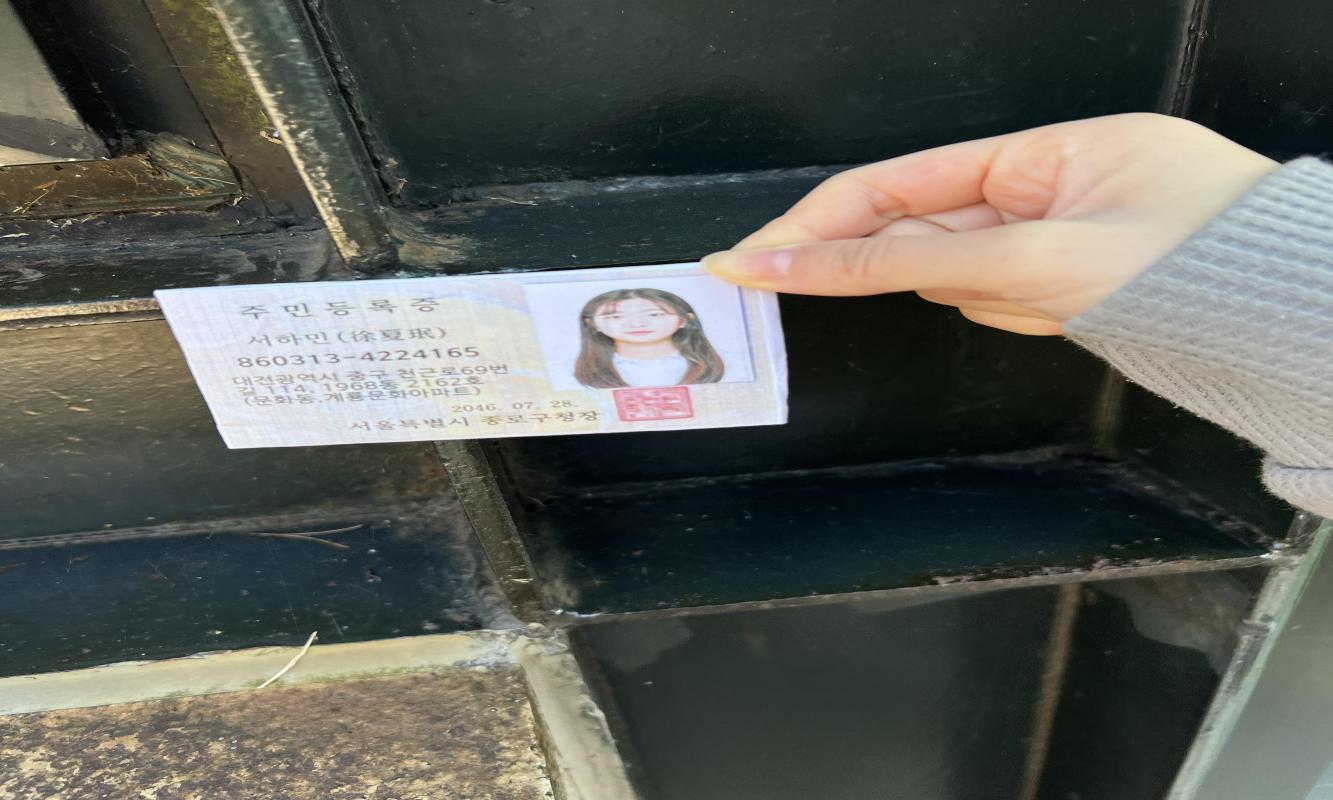 주민등록증
서하민(徐夏珉)
860313-4224165
대전광역시 중구 천근로69번
길 714, 1968동 2162호
(문화동,계룡문화아파트)
2046. 07. 28.
서울특별시 종로구청장